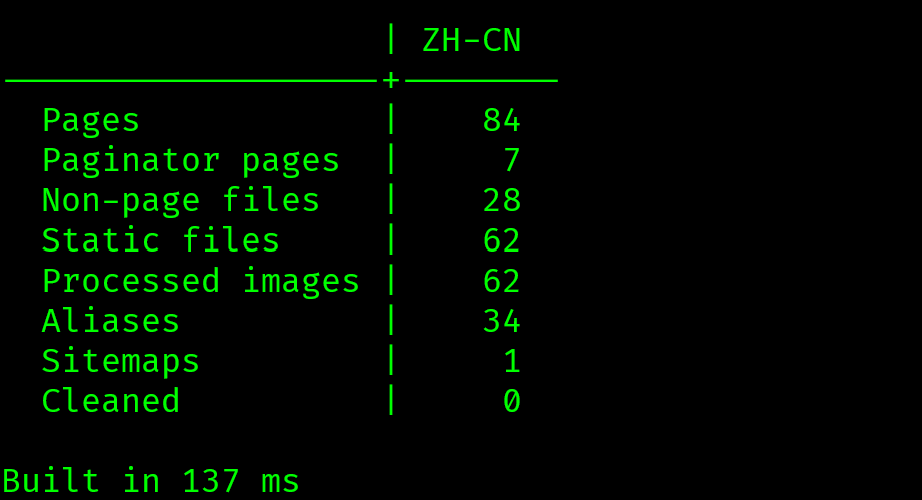 | ZH-CN
-------------------+--------
  Pages            |    84
  Paginator pages  |     7
  Non-page files   |    28
  Static files     |    62
  Processed images |    62
  Aliases          |    34
  Sitemaps         |     1
  Cleaned          |     0
Built in 137 ms